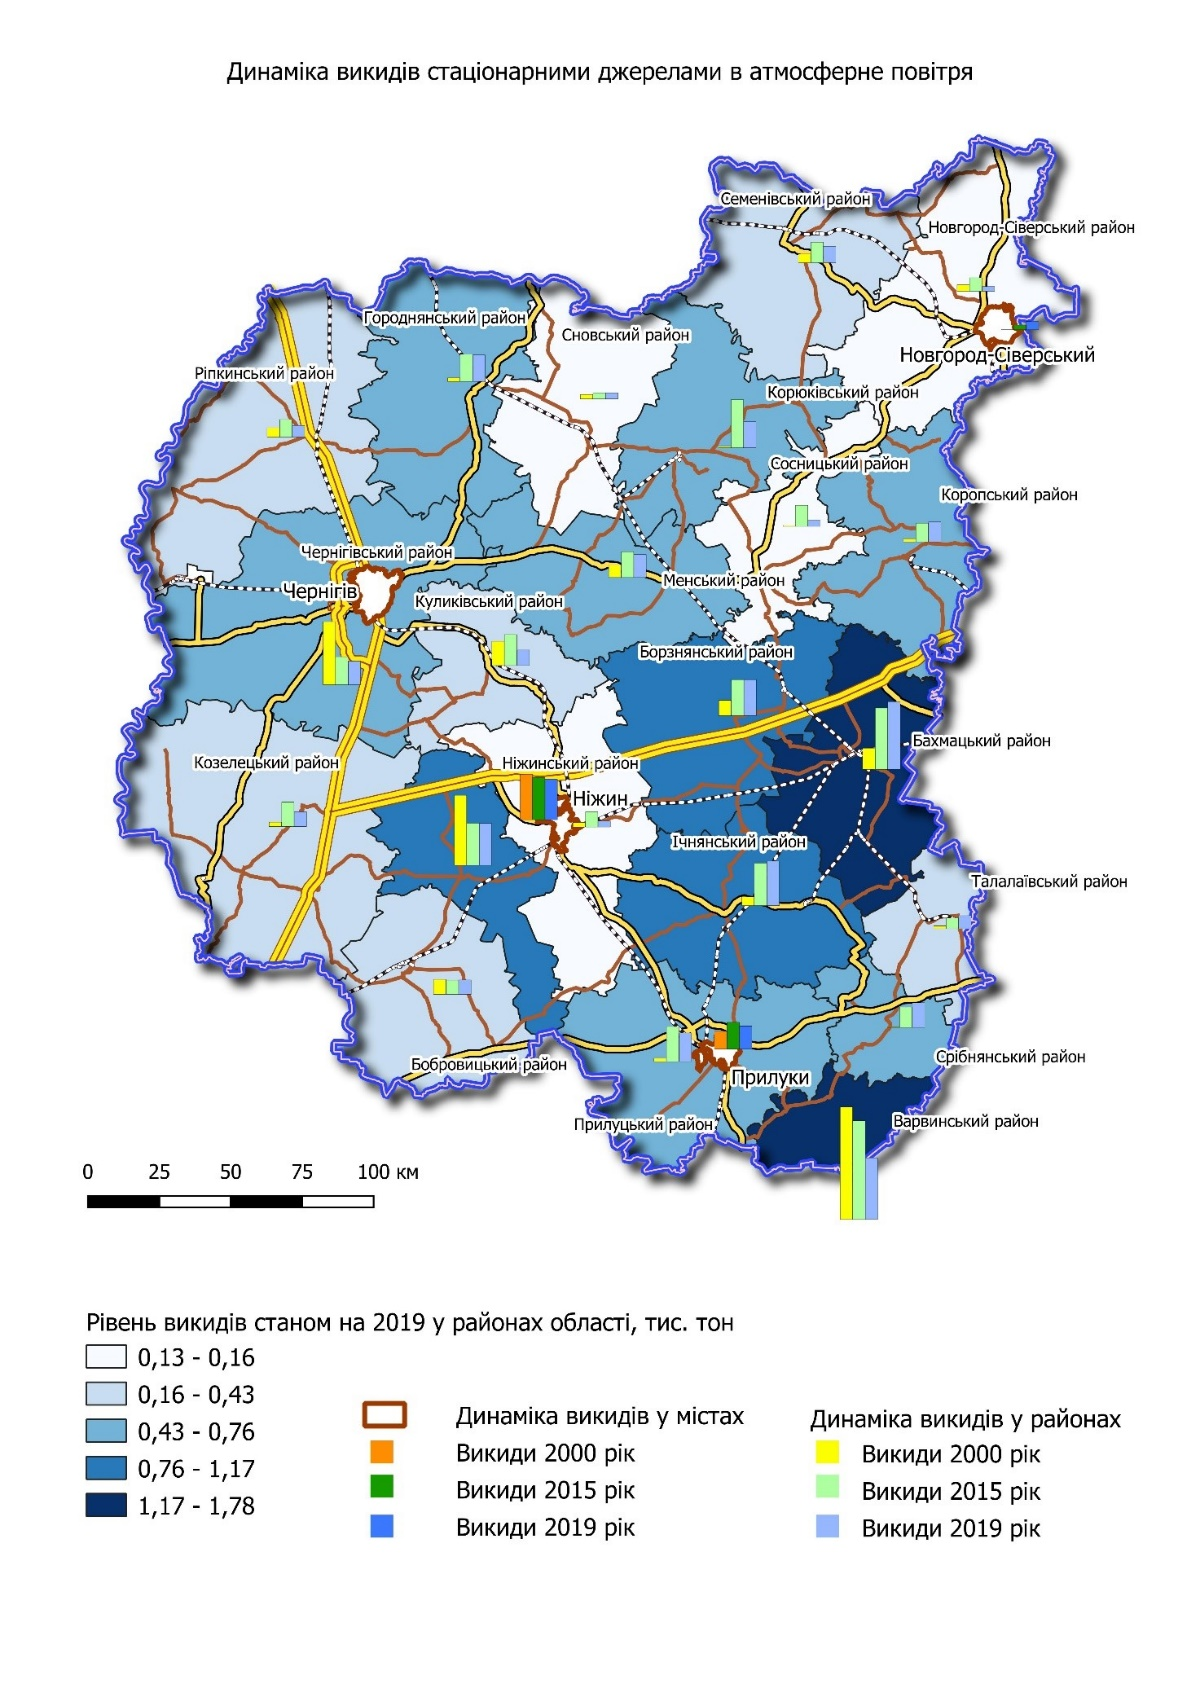 Динаміка викидів стаціонарними джерелами в атмосферне повітря
Семенівський район
Новгород-Сіверський район
Городнянський район
Сновський район
Новгород-Сіверський
Ріпкинський район
Корюківський район
Сосницький район
Коропський район
Чернігівський район
Менський район
Чернігів
Куликівський район
Борзнянський район
Бахмацький район
Козелецький район
Ніжинський район
Ніжин
Ічнянський район
Талалаївський район
Срібнянський район
Бобровицький район
Прилуки
Прилуцький район
Варвинський район
0 25 50 75 100 км
Рівень викидів станом на 2019 у районах області, тис. тон
0,13 - 0,16
0,16 - 0,43
0,43 - 0,76
0,76 - 1,17
1,17 - 1,78
Динаміка викидів у містах
Викиди 2000 рік
Викиди 2015 рік
Викиди 2019 рік
Динаміка викидів у районах
Викиди 2000 рік
Викиди 2015 рік
Викиди 2019 рік